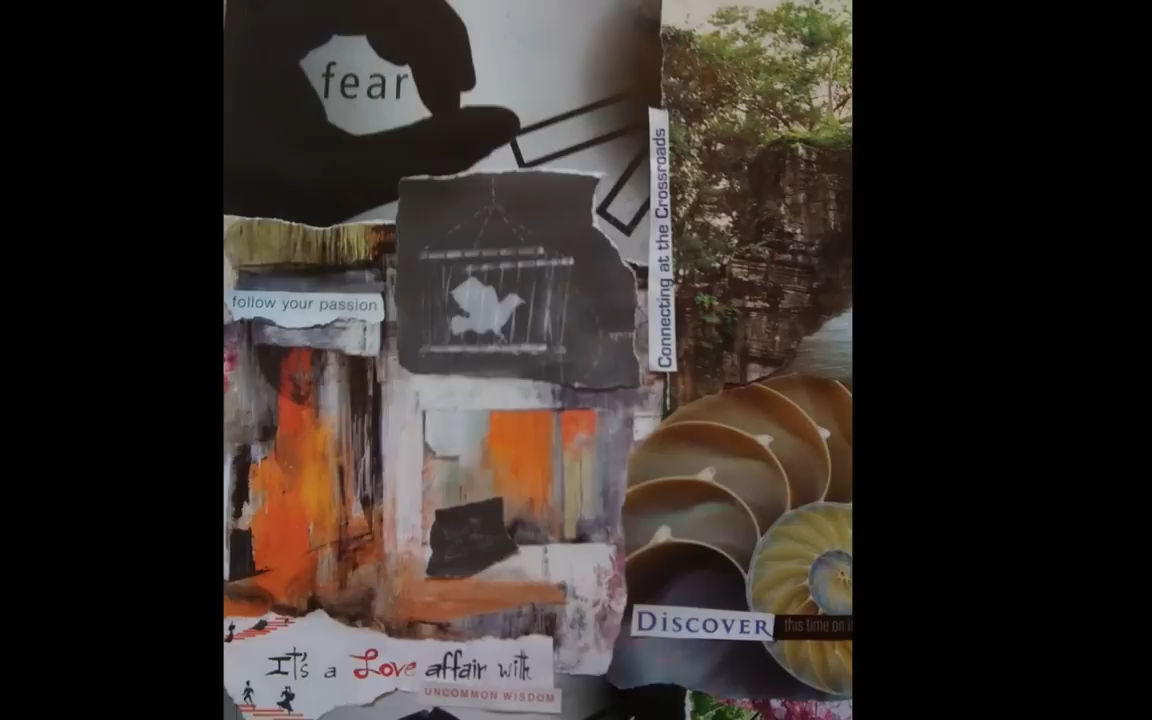 fear
Connecting at the Crossroads
follow your passion
DISCOVER
this time on
It's a Love affair with
UNCOMMON WISDOM